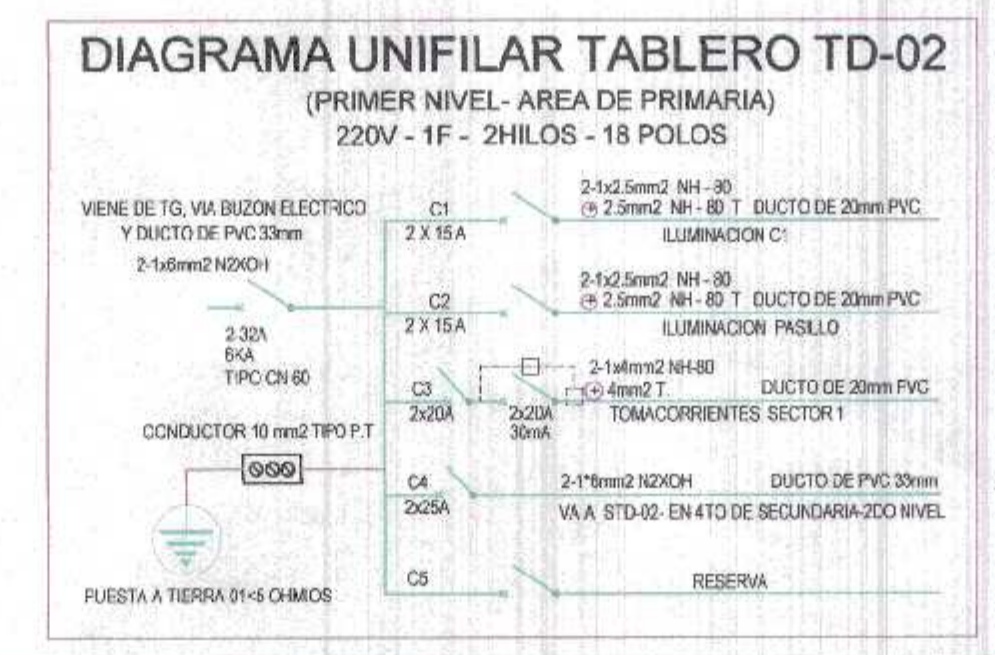 DIAGRAMA UNIFILAR TABLERO TD-02
(PRIMER NIVEL- AREA DE PRIMARIA)
220V - 1F - 2HILOS - 18 POLOS
VIENE DE TG, VIA BUZON ELECTRICO
Y DUCTO DE PVC 33mm
2-1x6mm2 N2XOH
2-32A
6KA
TIPO CN 60
CONDUCTOR 10 mm2 TIPO P.T
PUESTA A TIERRA 01<5 OHMIOS
C1
2 X 15 A
2-1x2.5mm2 NH - 80
2.5mm2 NH - 80 T DUCTO DE 20mm PVC
ILUMINACION C1
C2
2 X 15 A
2-1x2.5mm2 NH - 80
2.5mm2 NH - 80 T DUCTO DE 20mm PVC
ILUMINACION PASILLO
C3
2x20A
2x20A
30mA
2-1x4mm2 NH-80
4mm2 T. DUCTO DE 20mm PVC
TOMACORRIENTES SECTOR 1
C4
2x25A
2-1*6mm2 N2XOH DUCTO DE PVC 33mm
VA A STD-02- EN 4TO DE SECUNDARIA-2DO NIVEL
C5
RESERVA